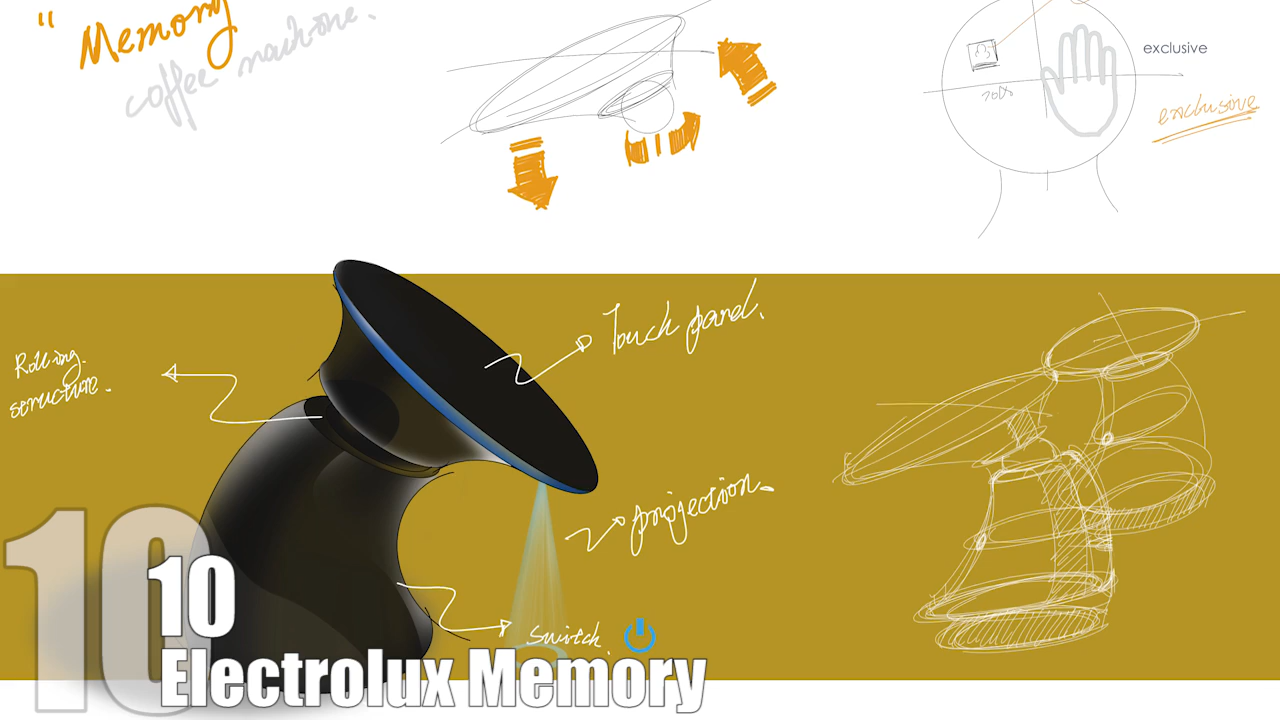 " Memory
coffee machine.
exclusive
exclusive
Touch panel.
Rolling.
structure.
projection.
switch.
10
10
Electrolux Memory